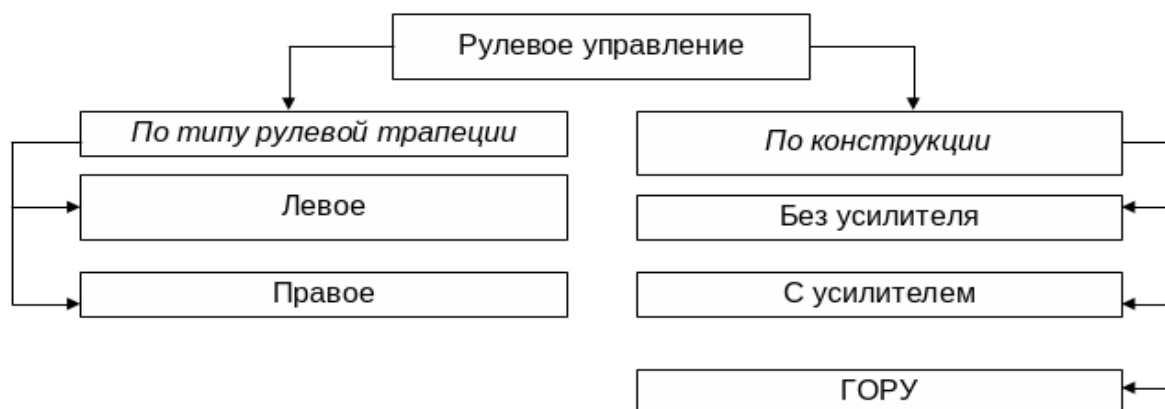 Рулевое управление
По типу рулевой трапеции
Левое
Правое
По конструкции
Без усилителя
С усилителем
ГОРУ